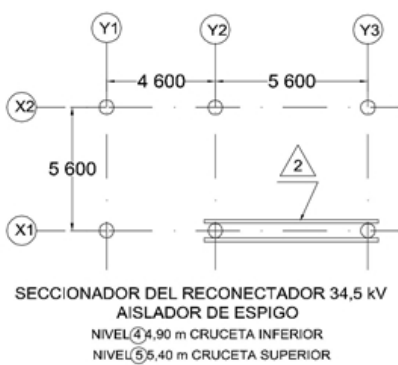 Y1 Y2 Y3
4 600 5 600
X2
5 600
2
X1
SECCIONADOR DEL RECONECTADOR 34,5 kV
AISLADOR DE ESPIGO
NIVEL 4 4,90 m CRUCETA INFERIOR
NIVEL 5 5,40 m CRUCETA SUPERIOR